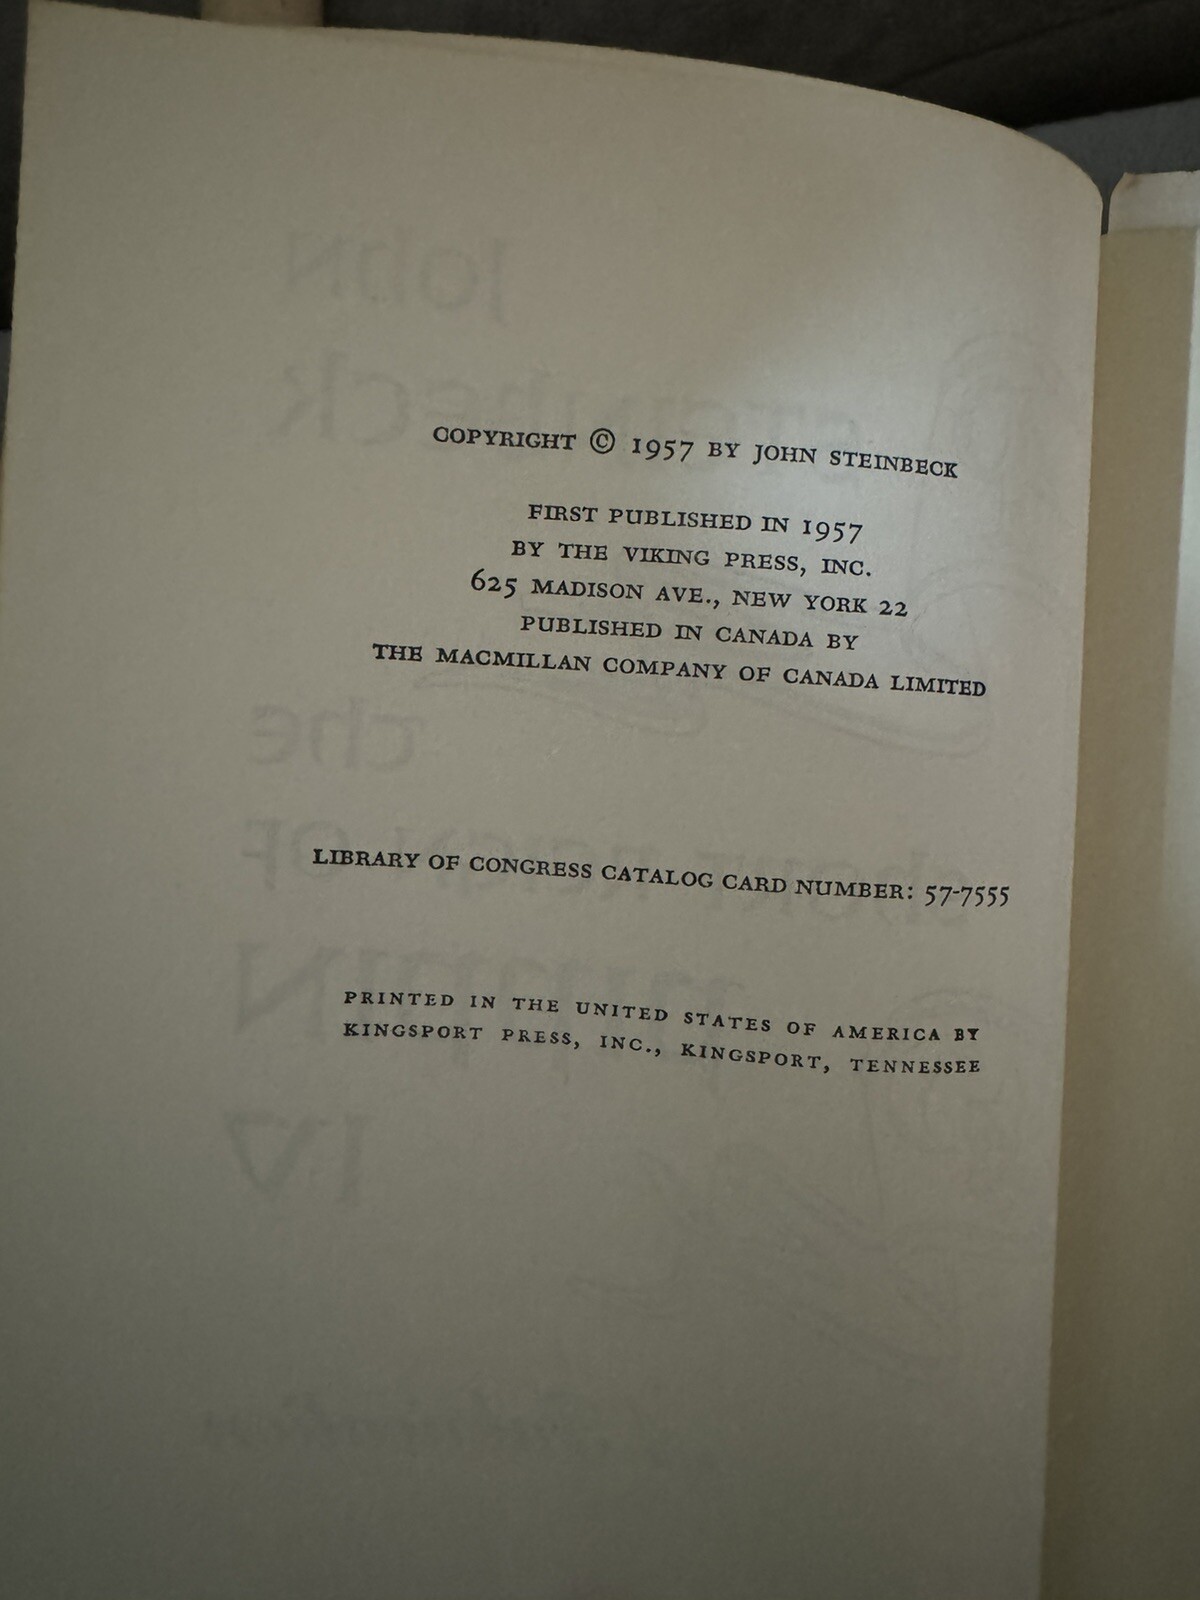 COPYRIGHT © 1957 BY JOHN STEINBECK
FIRST PUBLISHED IN 1957
BY THE VIKING PRESS, INC.
625 MADISON AVE., NEW YORK 22
PUBLISHED IN CANADA BY
THE MACMILLAN COMPANY OF CANADA LIMITED
LIBRARY OF CONGRESS CATALOG CARD NUMBER: 57-7555
PRINTED IN THE UNITED STATES OF AMERICA BY
KINGSPORT PRESS, INC., KINGSPORT, TENNESSEE